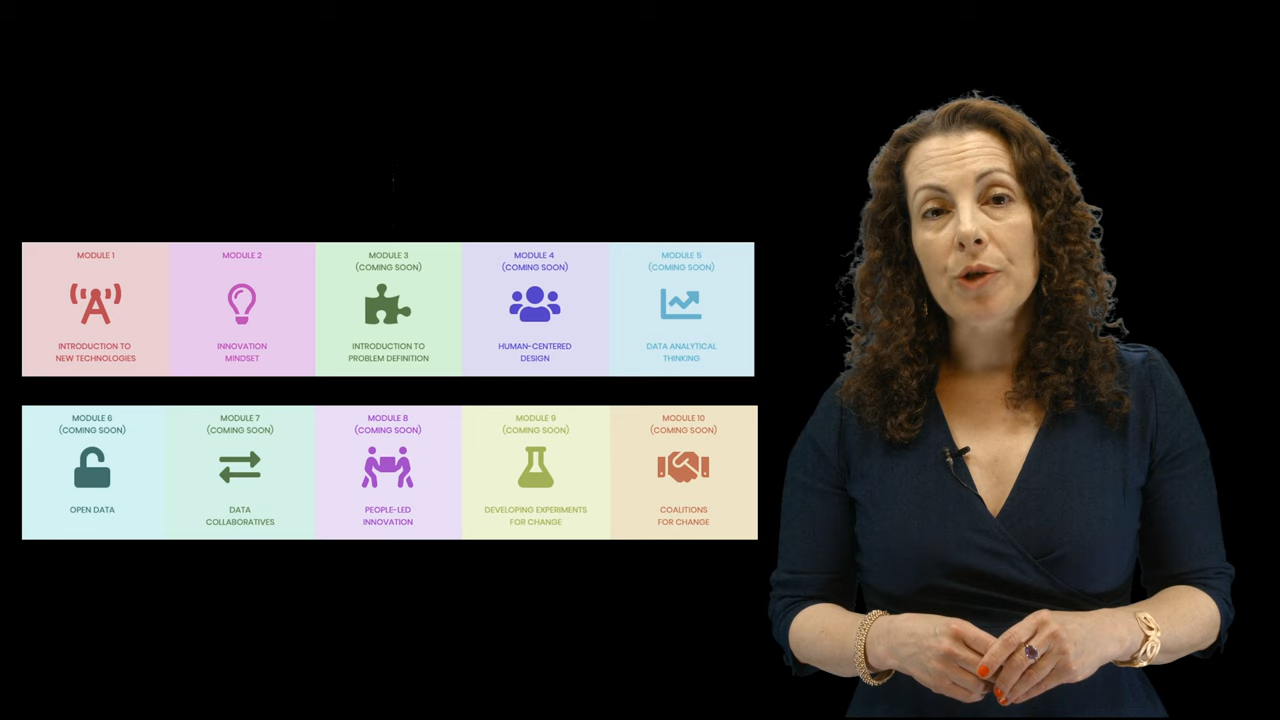 MODULE 1
INTRODUCTION TO
NEW TECHNOLOGIES
MODULE 2
INNOVATION
MINDSET
MODULE 3
(COMING SOON)
INTRODUCTION TO
PROBLEM DEFINITION
MODULE 4
(COMING SOON)
HUMAN-CENTERED
DESIGN
MODULE 5
(COMING SOON)
DATA ANALYTICAL
THINKING
MODULE 6
(COMING SOON)
OPEN DATA
MODULE 7
(COMING SOON)
DATA
COLLABORATIVES
MODULE 8
(COMING SOON)
PEOPLE-LED
INNOVATION
MODULE 9
(COMING SOON)
DEVELOPING EXPERIMENTS
FOR CHANGE
MODULE 10
(COMING SOON)
COALITIONS
FOR CHANGE